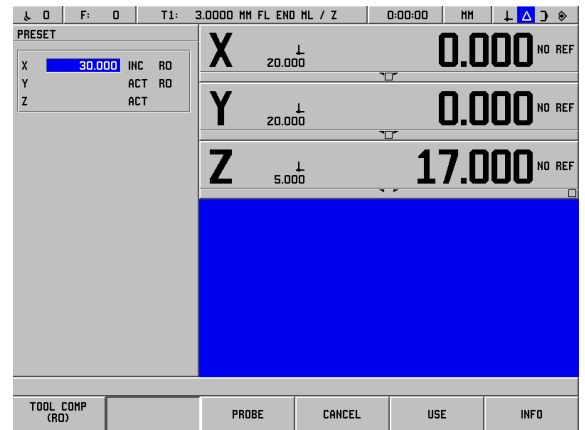 0 F: 0 T1: 3.0000 MM FL END ML / Z 0:00:00 MM
PRESET
X 30.000 INC R0
Y ACT R0
Z ACT
X 20.000 0.000 NO REF
Y 20.000 0.000 NO REF
Z 5.000 17.000 NO REF
TOOL COMP (R0) PROBE CANCEL USE INFO